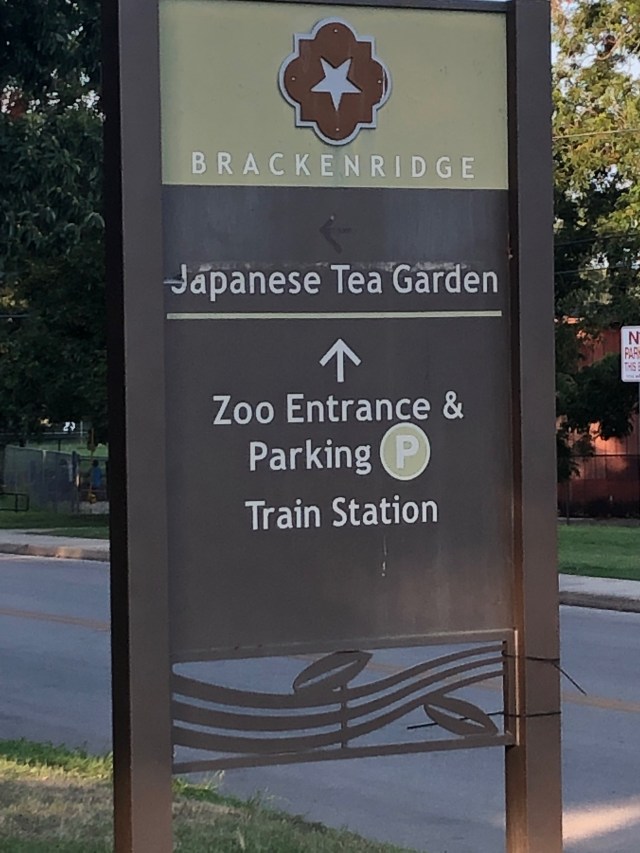 BRACKENRIDGE
←
Japanese Tea Garden
↑
Zoo Entrance &
Parking P
Train Station